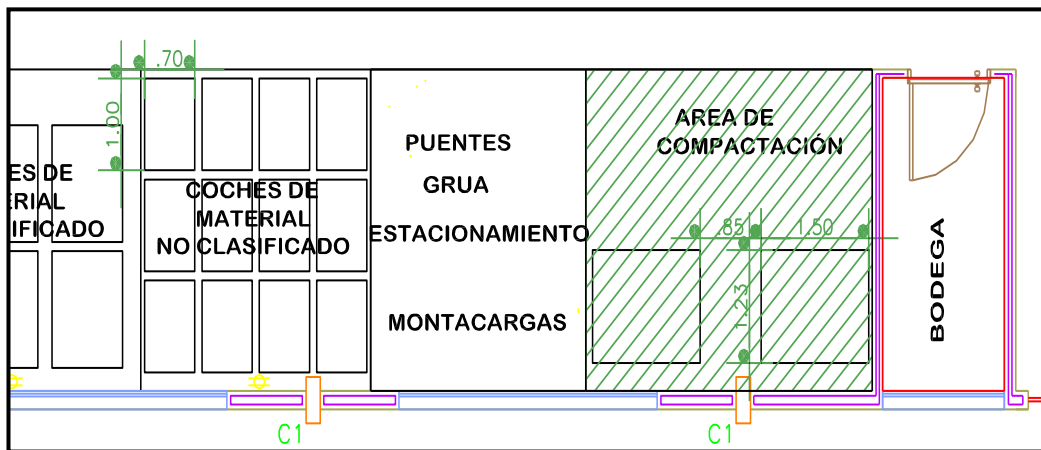 .70
1.00
ES DE
ERIAL
IFICADO
COCHES DE
MATERIAL
NO CLASIFICADO
PUENTES
GRUA
ESTACIONAMIENTO
MONTACARGAS
AREA DE
COMPACTACIÓN
.85
1.50
1.23
BODEGA
C1
C1